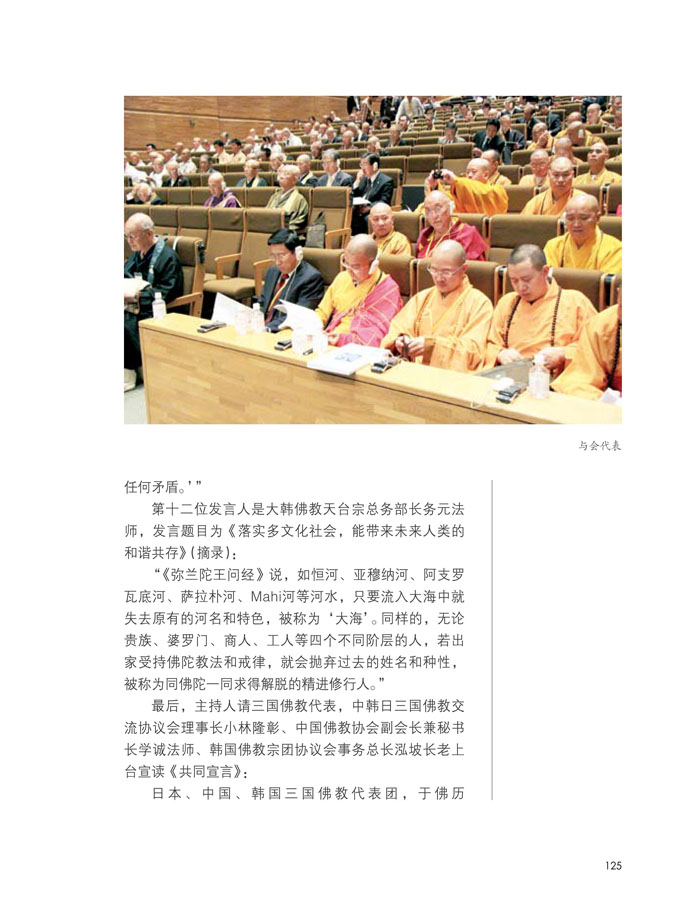 与会代表
任何矛盾。’”
第十二位发言人是大韩佛教天台宗总务部长务元法
师，发言题目为《落实多文化社会，能带来未来人类的
和谐共存》（摘录）：
“《弥兰陀王问经》说，如恒河、亚穆纳河、阿支罗
瓦底河、萨拉朴河、Mahi河等河水，只要流入大海中就
失去原有的河名和特色，被称为‘大海’。同样的，无论
贵族、婆罗门、商人、工人等四个不同阶层的人，若出
家受持佛陀教法和戒律，就会抛弃过去的姓名和种性，
被称为同佛陀一同求得解脱的精进修行人。”
最后，主持人请三国佛教代表，中韩日三国佛教交
流协议会理事长小林隆彰、中国佛教协会副会长兼秘书
长学诚法师、韩国佛教宗团协议会事务总长泓坡长老上
台宣读《共同宣言》：
日本、中国、韩国三国佛教代表团，于佛历
125